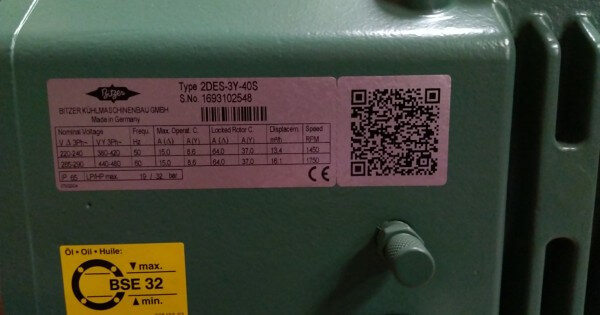 Bitzer
Type 2DES-3Y-40S
S.No. 1693102548
BITZER KÜHLMASCHINENBAU GMBH
Made in Germany
Nominal Voltage Frequ. Max. Operat. C. Locked Rotor C. Displacem. Speed
V △ 3Ph~ V Y 3Ph~ Hz A (△) A (Y) A (△) A (Y) m³/h RPM
220-240 380-420 50 15.0 8.6 64.0 37.0 13.4 1450
265-290 440-480 60 15.0 8.6 64.0 37.0 16.1 1750
LP/HP max. 19 / 32 bar
CE
Öl • Oil • Huile:
▼ max.
BSE 32
▲ min.